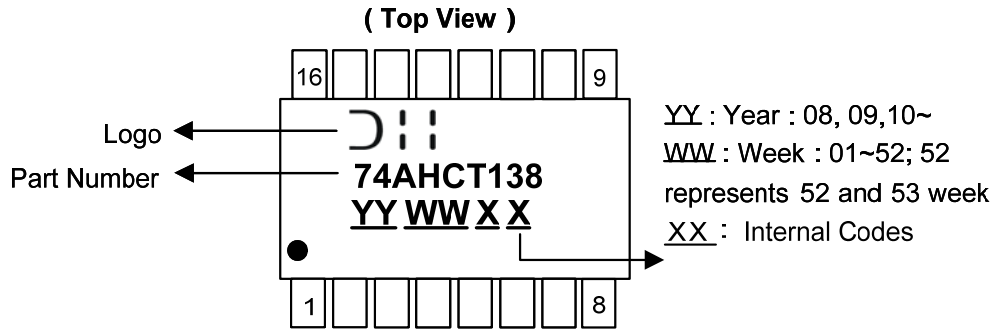 ( Top View )
16 9
Logo
Part Number
74AHCT138
YY WW X X
1 8
YY : Year : 08, 09,10~
WW : Week : 01~52; 52
represents 52 and 53 week
XX : Internal Codes